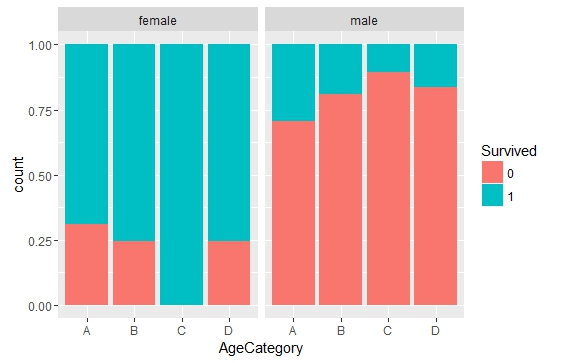 female male
1.00
0.75
0.50
0.25
0.00
count
A B C D A B C D
AgeCategory
Survived
0
1